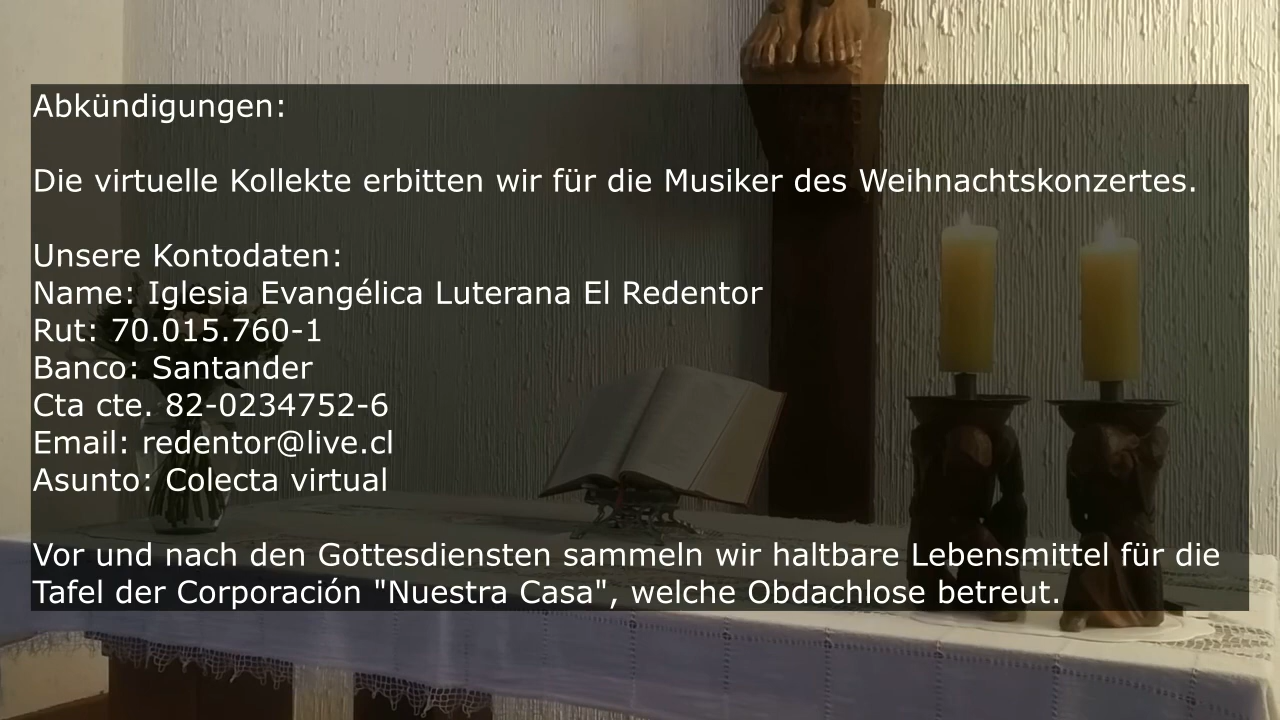 Abkündigungen:
Die virtuelle Kollekte erbitten wir für die Musiker des Weihnachtskonzertes.
Unsere Kontodaten:
Name: Iglesia Evangélica Luterana El Redentor
Rut: 70.015.760-1
Banco: Santander
Cta cte. 82-0234752-6
Email: redentor@live.cl
Asunto: Colecta virtual
Vor und nach den Gottesdiensten sammeln wir haltbare Lebensmittel für die
Tafel der Corporación "Nuestra Casa", welche Obdachlose betreut.